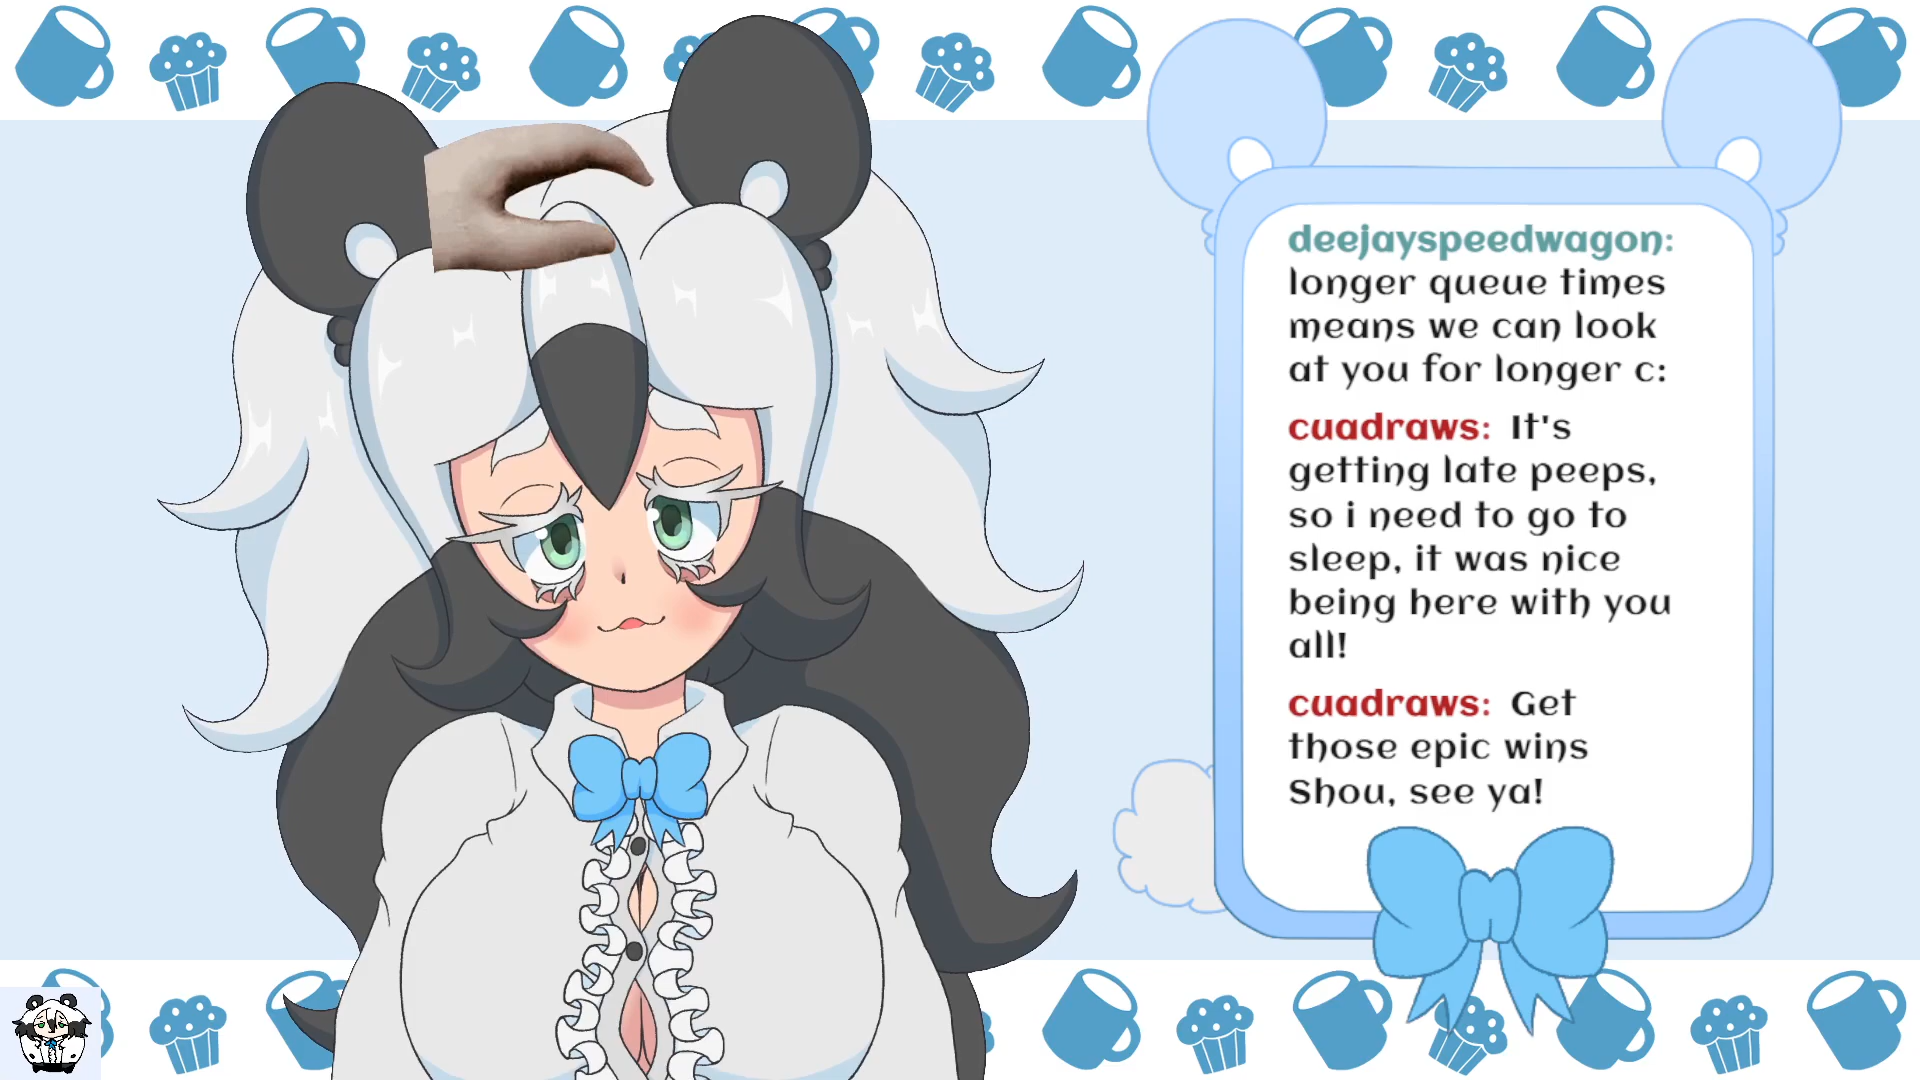 deejayspeedwagon:
longer queue times
means we can look
at you for longer c:
cuadraws: It's
getting late peeps,
so i need to go to
sleep, it was nice
being here with you
all!
cuadraws: Get
those epic wins
Shou, see ya!